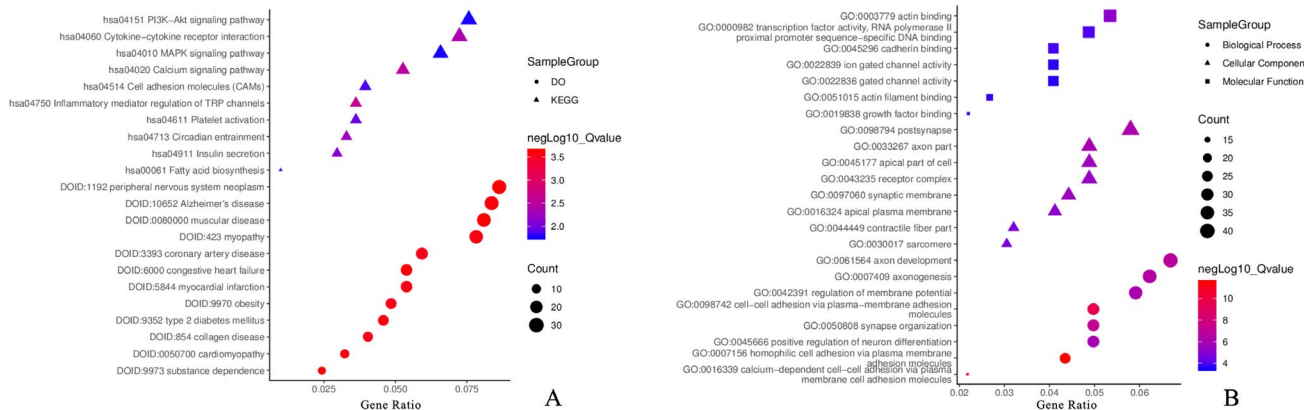 hsa04151 PI3K−Akt signaling pathway
hsa04060 Cytokine−cytokine receptor interaction
hsa04010 MAPK signaling pathway
hsa04020 Calcium signaling pathway
hsa04514 Cell adhesion molecules (CAMs)
hsa04750 Inflammatory mediator regulation of TRP channels
hsa04611 Platelet activation
hsa04713 Circadian entrainment
hsa04911 Insulin secretion
hsa00061 Fatty acid biosynthesis
DOID:1192 peripheral nervous system neoplasm
DOID:10652 Alzheimer's disease
DOID:0080000 muscular disease
DOID:423 myopathy
DOID:3393 coronary artery disease
DOID:6000 congestive heart failure
DOID:5844 myocardial infarction
DOID:9970 obesity
DOID:9352 type 2 diabetes mellitus
DOID:854 collagen disease
DOID:0050700 cardiomyopathy
DOID:9973 substance dependence
0.025 0.050 0.075
Gene Ratio
SampleGroup
DO
KEGG
negLog10_Qvalue
3.5
3.0
2.5
2.0
Count
10
20
30
A
GO:0003779 actin binding
GO:0000982 transcription factor activity, RNA polymerase II
proximal promoter sequence−specific DNA binding
GO:0045296 cadherin binding
GO:0022839 ion gated channel activity
GO:0022836 gated channel activity
GO:0051015 actin filament binding
GO:0019838 growth factor binding
GO:0098794 postsynapse
GO:0033267 axon part
GO:0045177 apical part of cell
GO:0043235 receptor complex
GO:0097060 synaptic membrane
GO:0016324 apical plasma membrane
GO:0044449 contractile fiber part
GO:0030017 sarcomere
GO:0061564 axon development
GO:0007409 axonogenesis
GO:0042391 regulation of membrane potential
GO:0098742 cell−cell adhesion via plasma−membrane adhesion
molecules
GO:0050808 synapse organization
GO:0045666 positive regulation of neuron differentiation
GO:0007156 homophilic cell adhesion via plasma membrane
adhesion molecules
GO:0016339 calcium−dependent cell−cell adhesion via plasma
membrane cell adhesion molecules
0.02 0.03 0.04 0.05 0.06
Gene Ratio
SampleGroup
Biological Process
Cellular Component
Molecular Function
Count
15
20
25
30
35
40
negLog10_Qvalue
10
8
6
4
B